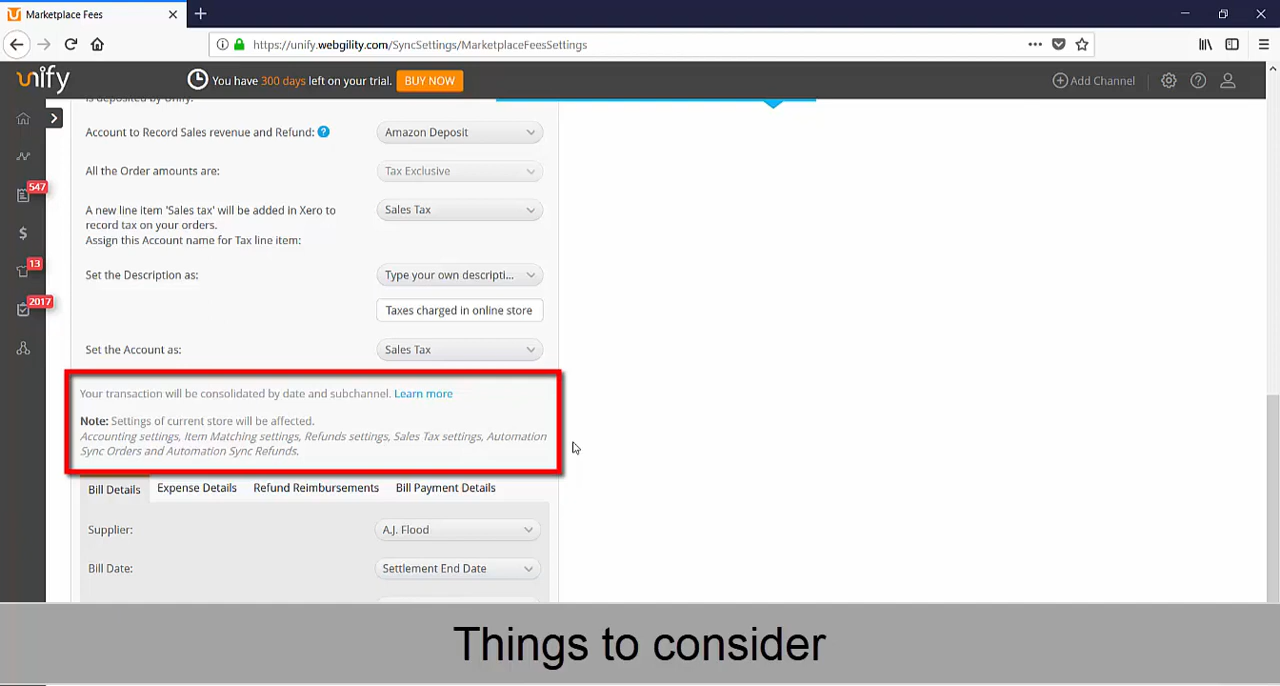 Marketplace Fees
https://unify.webgility.com/SyncSettings/MarketplaceFeesSettings
unify
You have 300 days left on your trial.
BUY NOW
Add Channel
is deposited by Unify.
Account to Record Sales revenue and Refund:
Amazon Deposit
All the Order amounts are:
Tax Exclusive
547
A new line item 'Sales tax' will be added in Xero to
record tax on your orders.
Assign this Account name for Tax line item:
Sales Tax
13
Set the Description as:
Type your own descripti...
2017
Taxes charged in online store
Set the Account as:
Sales Tax
Your transaction will be consolidated by date and subchannel. Learn more
Note: Settings of current store will be affected.
Accounting settings, Item Matching settings, Refunds settings, Sales Tax settings, Automation
Sync Orders and Automation Sync Refunds.
Bill Details Expense Details Refund Reimbursements Bill Payment Details
Supplier:
A.J. Flood
Bill Date:
Settlement End Date
Things to consider